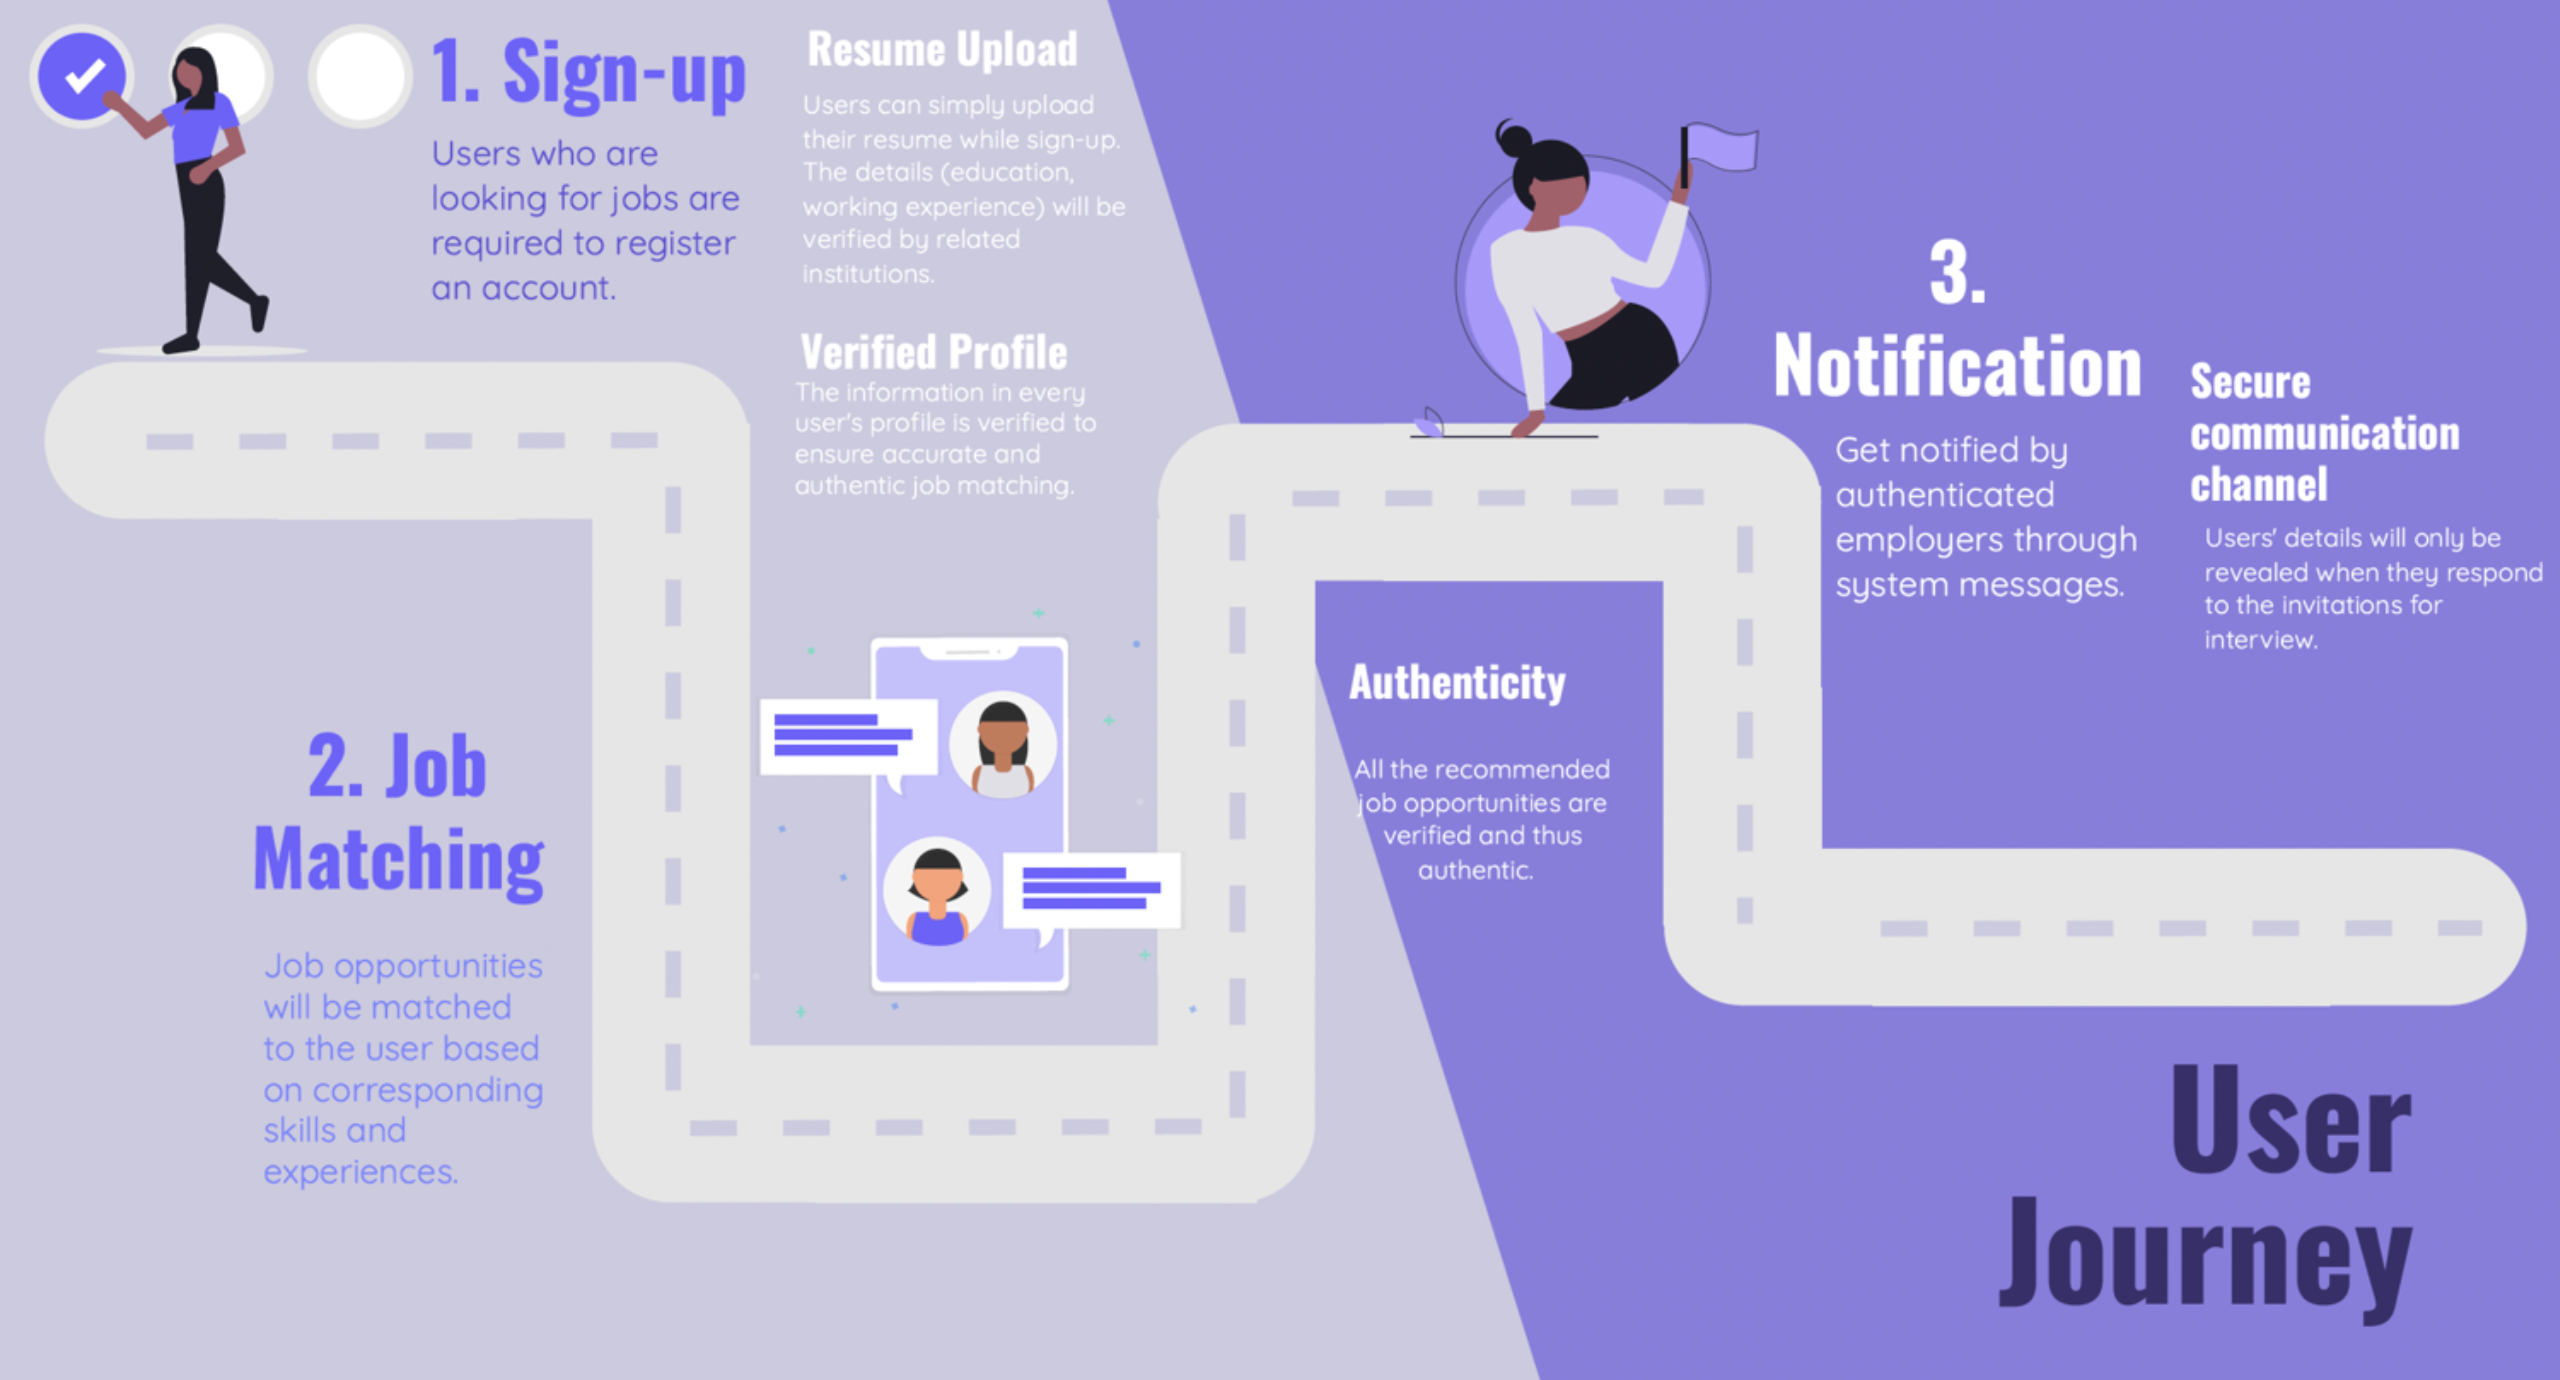 1. Sign-up
Users who are
looking for jobs are
required to register
an account.
Resume Upload
Users can simply upload
their resume while sign-up.
The details (education,
working experience) will be
verified by related
institutions.
Verified Profile
The information in every
user's profile is verified to
ensure accurate and
authentic job matching.
2. Job
Matching
Job opportunities
will be matched
to the user based
on corresponding
skills and
experiences.
Authenticity
All the recommended
job opportunities are
verified and thus
authentic.
3.
Notification
Get notified by
authenticated
employers through
system messages.
Secure
communication
channel
Users' details will only be
revealed when they respond
to the invitations for
interview.
User
Journey